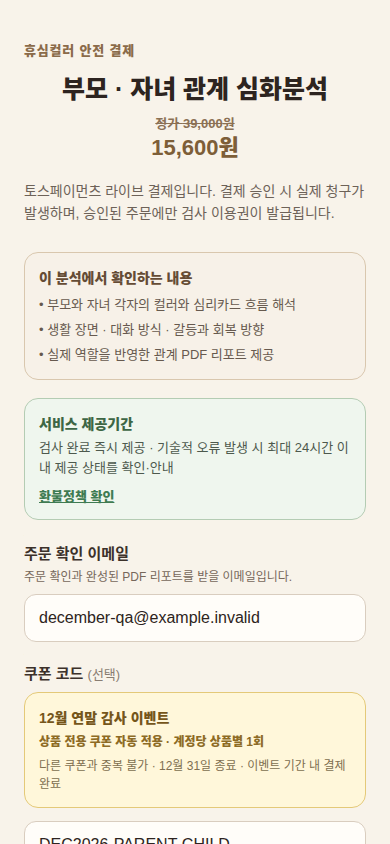 휴심컬러 안전 결제
부모 · 자녀 관계 심화분석
정가 39,000원
15,600원
토스페이먼츠 라이브 결제입니다. 결제 승인 시 실제 청구가
발생하며, 승인된 주문에만 검사 이용권이 발급됩니다.
이 분석에서 확인하는 내용
• 부모와 자녀 각자의 컬러와 심리카드 흐름 해석
• 생활 장면 · 대화 방식 · 갈등과 회복 방향
• 실제 역할을 반영한 관계 PDF 리포트 제공
서비스 제공기간
검사 완료 즉시 제공 · 기술적 오류 발생 시 최대 24시간 이
내 제공 상태를 확인·안내
환불정책 확인
주문 확인 이메일
주문 확인과 완성된 PDF 리포트를 받을 이메일입니다.
december-qa@example.invalid
쿠폰 코드 (선택)
12월 연말 감사 이벤트
상품 전용 쿠폰 자동 적용 · 계정당 상품별 1회
다른 쿠폰과 중복 불가 · 12월 31일 종료 · 이벤트 기간 내 결제
완료
DEC2026-PARENT-CHILD